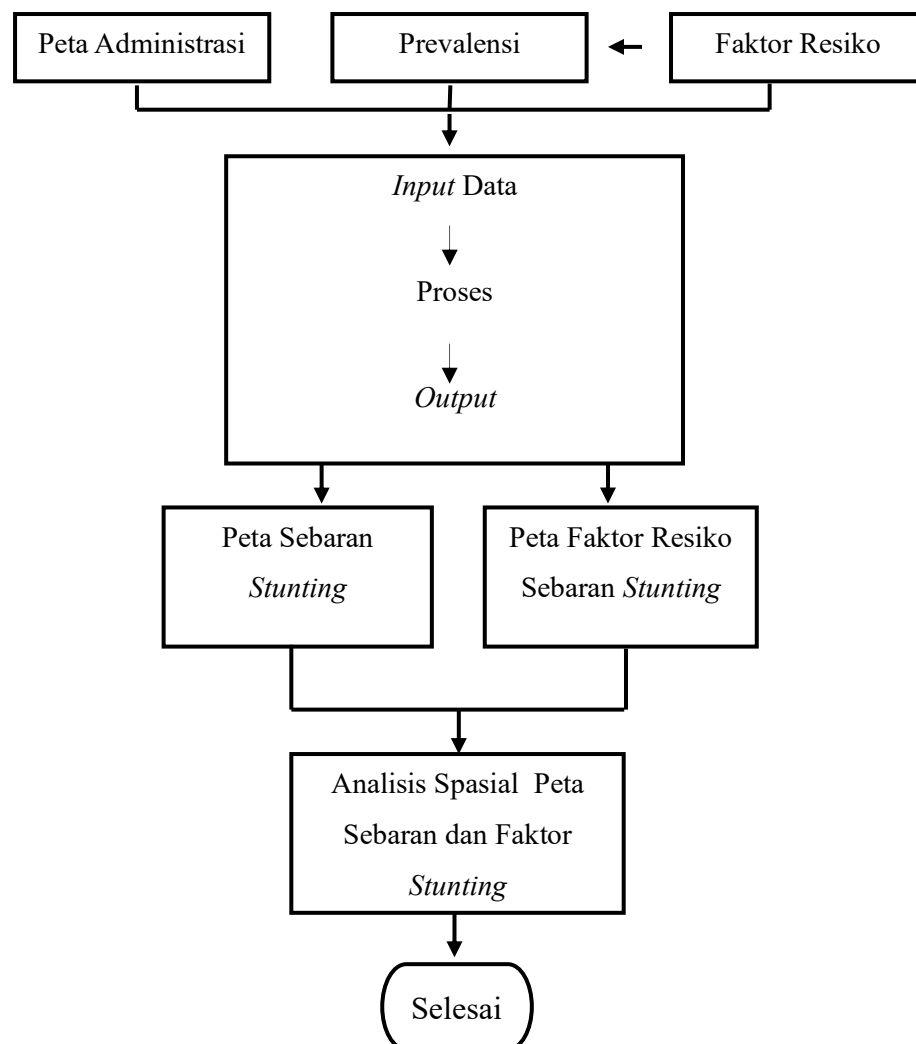 Peta Administrasi
Prevalensi
Faktor Resiko
Input Data
Proses
Output
Peta Sebaran
Stunting
Peta Faktor Resiko
Sebaran Stunting
Analisis Spasial Peta
Sebaran dan Faktor
Stunting
Selesai